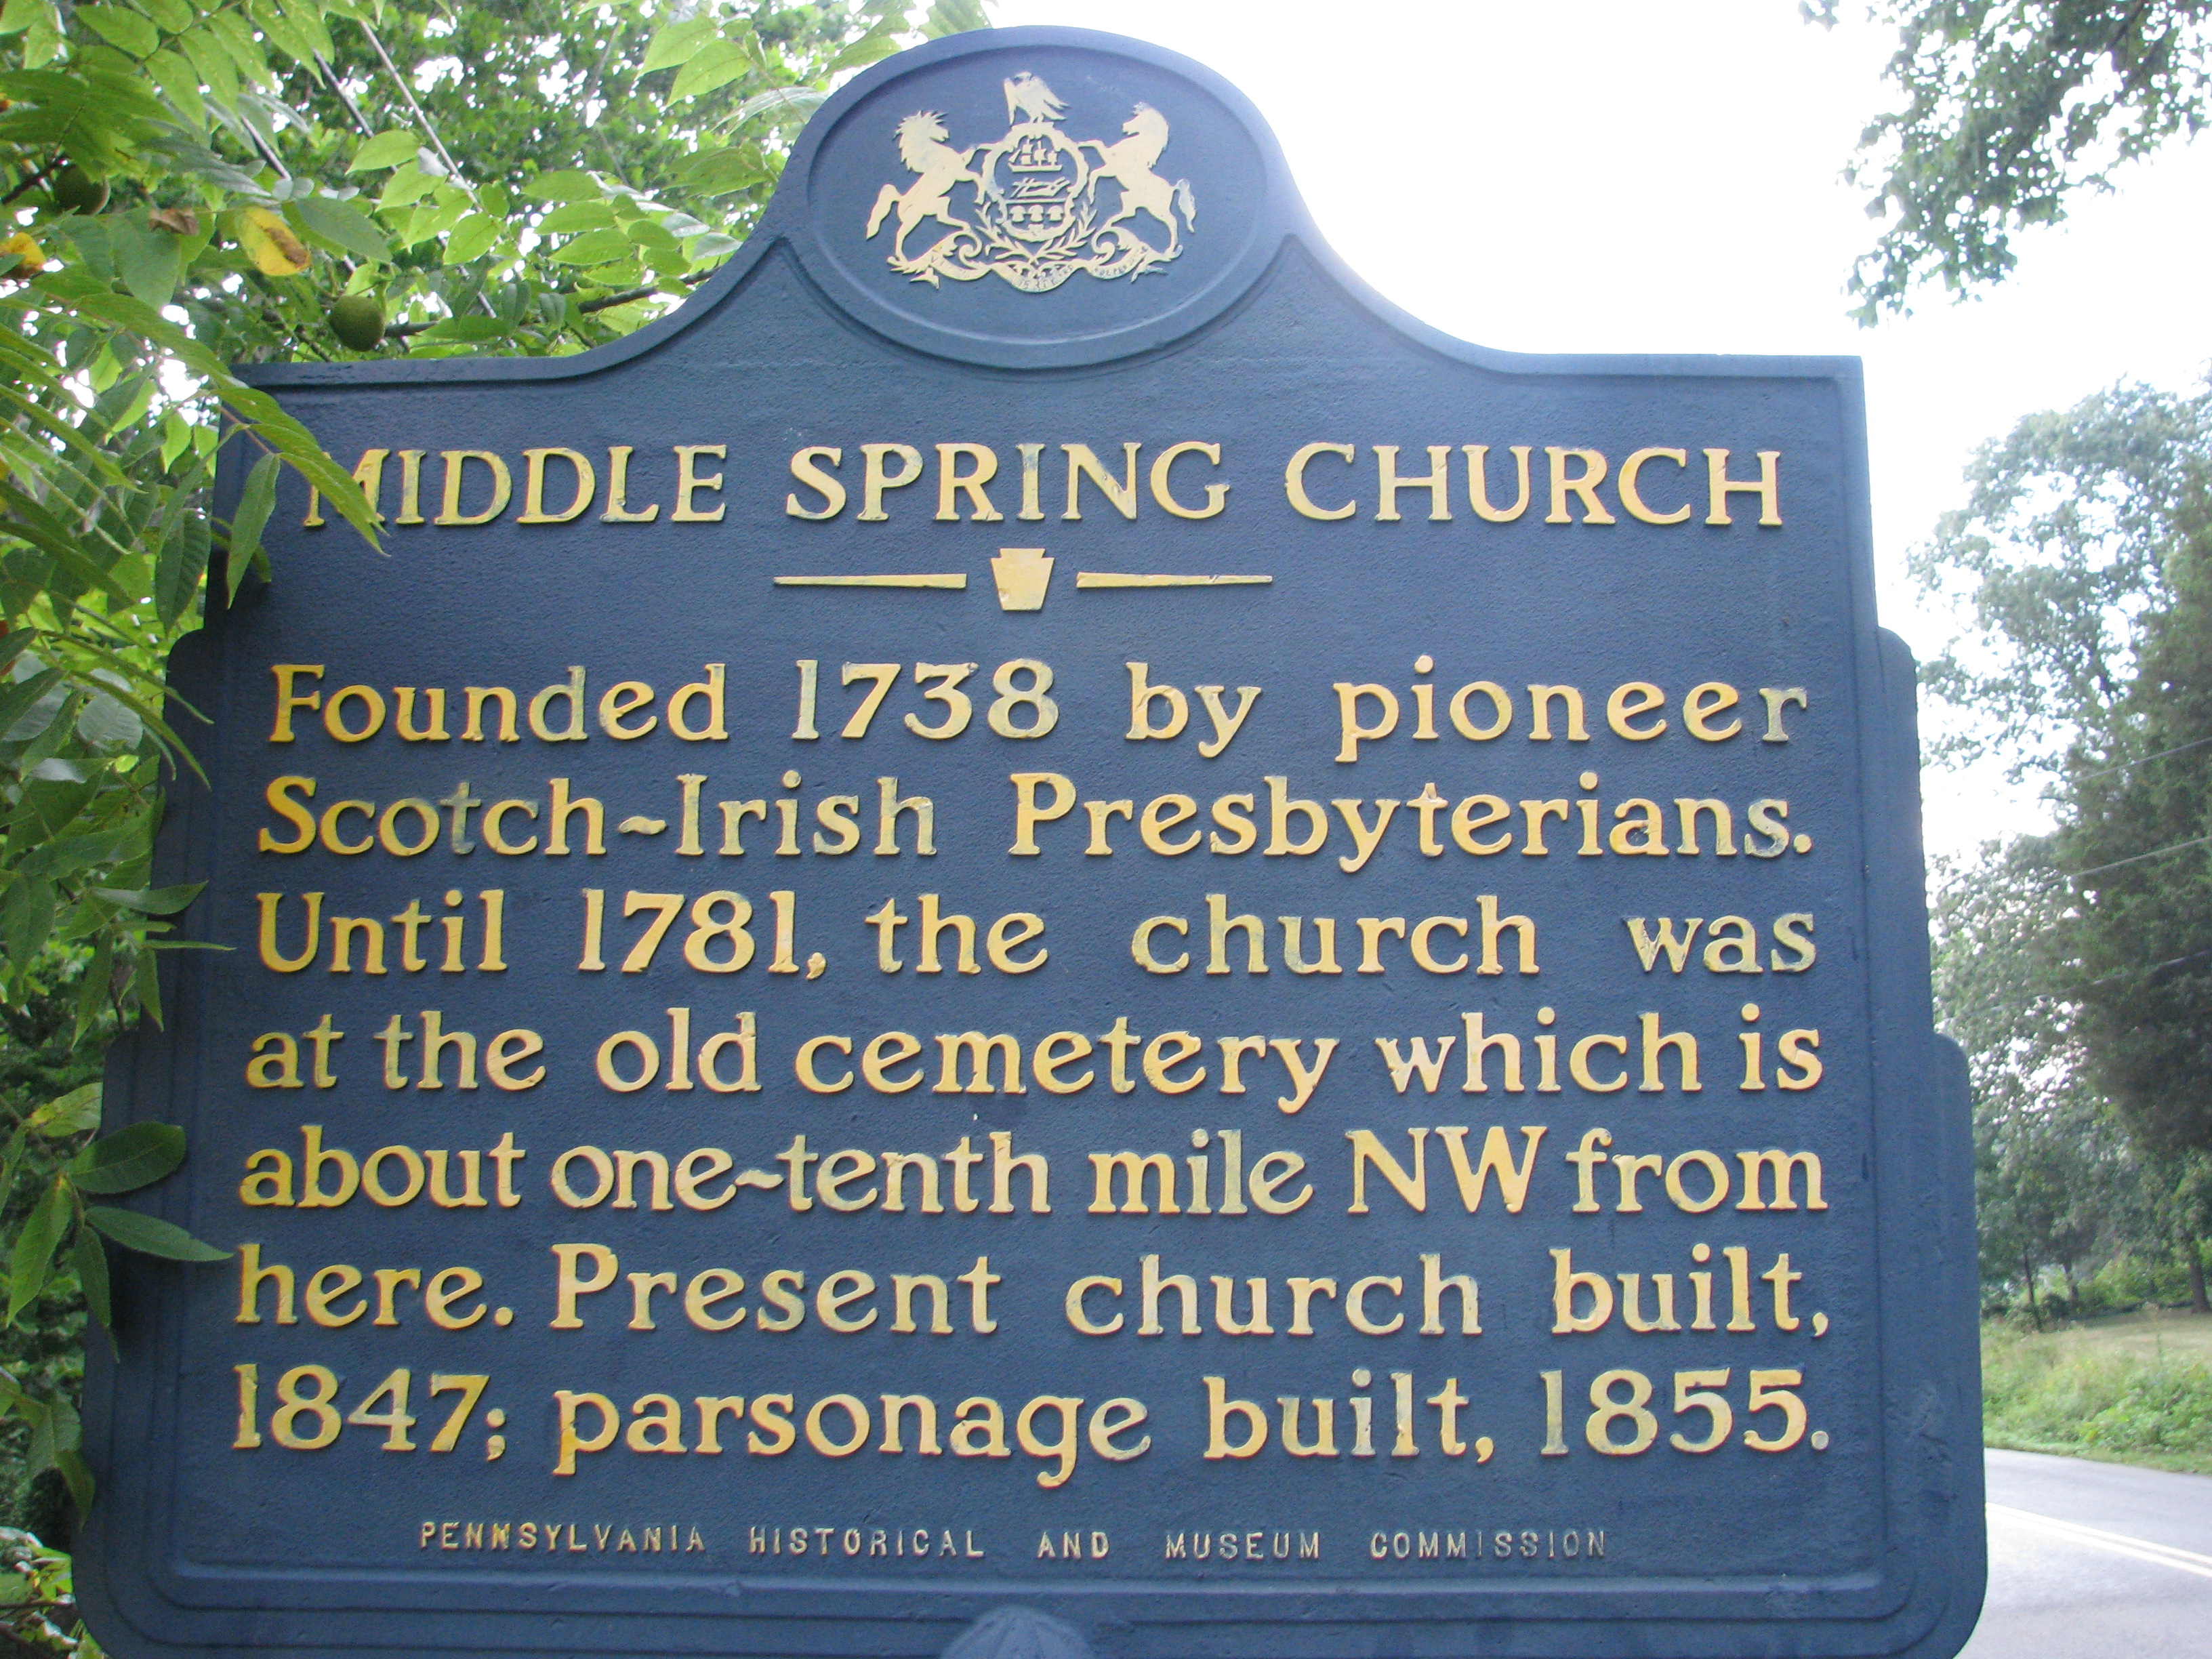 MIDDLE SPRING CHURCH
Founded 1738 by pioneer
Scotch-Irish Presbyterians.
Until 1781, the church was
at the old cemetery which is
about one-tenth mile NW from
here. Present church built,
1847; parsonage built, 1855.
PENNSYLVANIA HISTORICAL AND MUSEUM COMMISSION